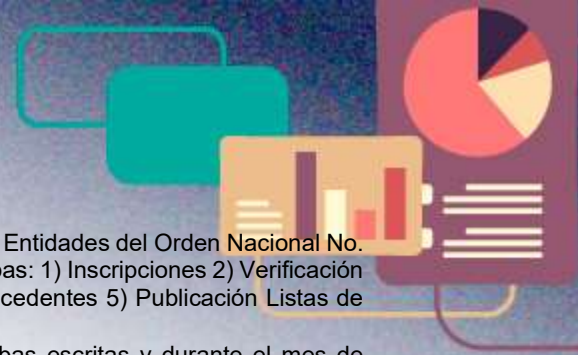 Entidades del Orden Nacional No.
pas: 1) Inscripciones 2) Verificación
cedentes 5) Publicación Listas de
bas escritas y durante el mes de